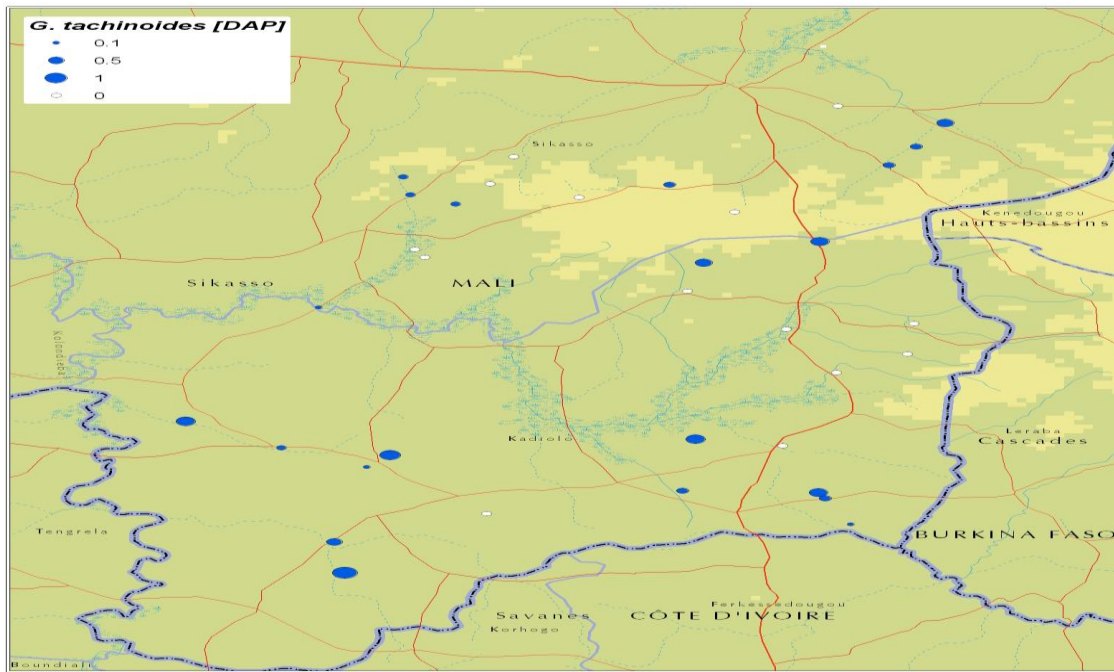 G. tachinoides [DAP]
0.1
0.5
1
0
Sikasso
Kenedougou
Hauts-bassins
Sikasso
MALI
Kolondieba
Kadiolo
Leraba
Cascades
Tengrela
BURKINA FASO
Savanes
Ferkessedougou
CÔTE D'IVOIRE
Korhogo
Boundiali